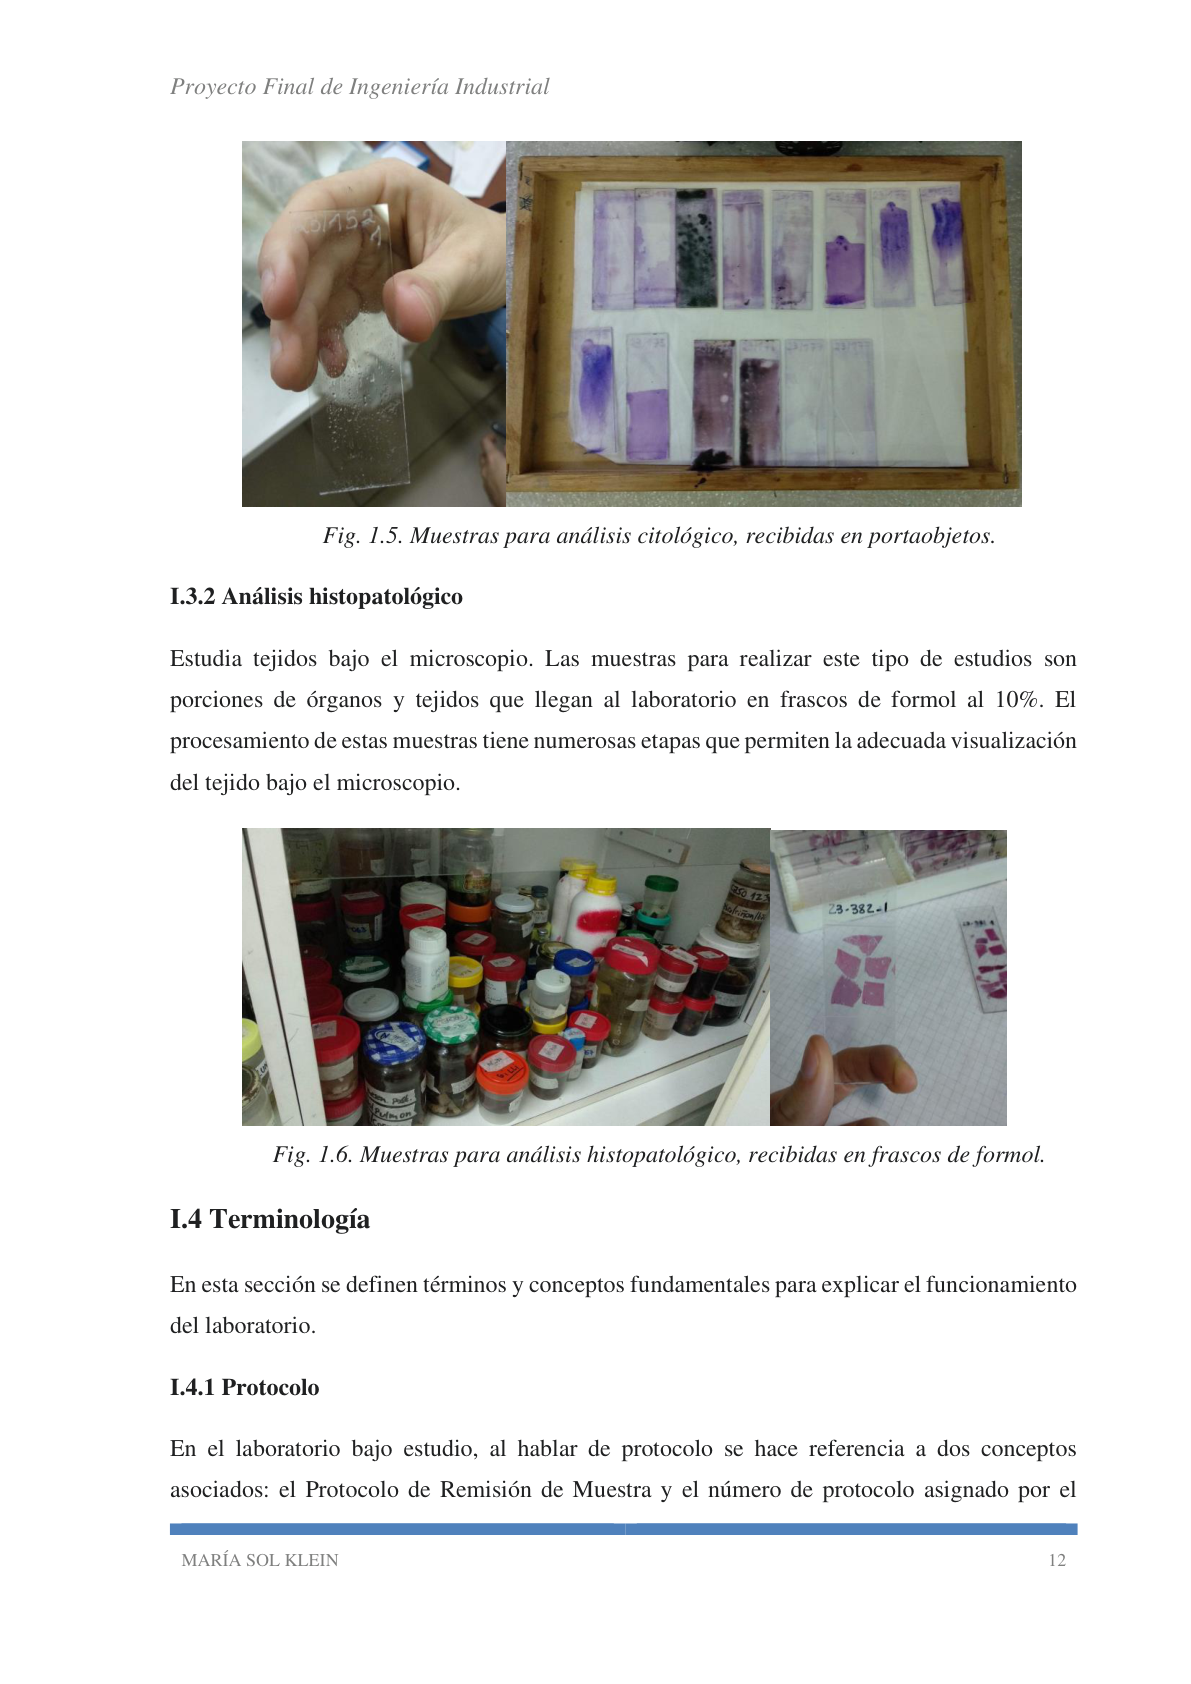 Proyecto Final de Ingeniería Industrial
Fig. 1.5. Muestras para análisis citológico, recibidas en portaobjetos.
I.3.2 Análisis histopatológico
Estudia tejidos bajo el microscopio. Las muestras para realizar este tipo de estudios son
porciones de órganos y tejidos que llegan al laboratorio en frascos de formol al 10%. El
procesamiento de estas muestras tiene numerosas etapas que permiten la adecuada visualización
del tejido bajo el microscopio.
23-382-1
Fig. 1.6. Muestras para análisis histopatológico, recibidas en frascos de formol.
I.4 Terminología
En esta sección se definen términos y conceptos fundamentales para explicar el funcionamiento
del laboratorio.
I.4.1 Protocolo
En el laboratorio bajo estudio, al hablar de protocolo se hace referencia a dos conceptos
asociados: el Protocolo de Remisión de Muestra y el número de protocolo asignado por el
MARÍA SOL KLEIN
12